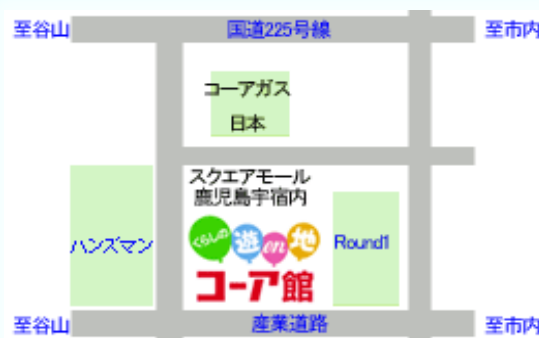 至谷山 国道225号線 至市内
コーアガス
日本
スクエアモール
鹿児島宇宿内
ハンズマン
くらしの遊en地
Round1
コーア館
至谷山 産業道路 至市内